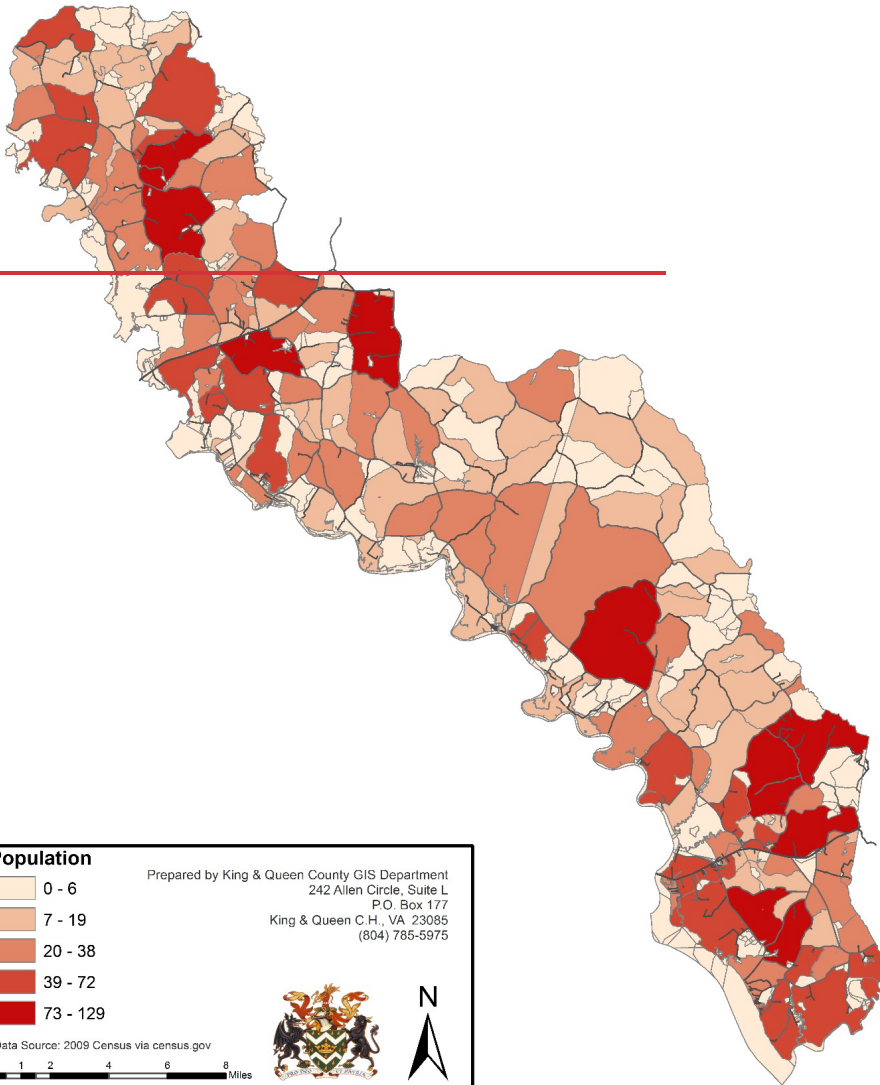 Population
0 - 6
7 - 19
20 - 38
39 - 72
73 - 129
Prepared by King & Queen County GIS Department
242 Allen Circle, Suite L
P.O. Box 177
King & Queen C.H., VA 23085
(804) 785-5975
N
Data Source: 2009 Census via census.gov
1 2 4 6 8
Miles